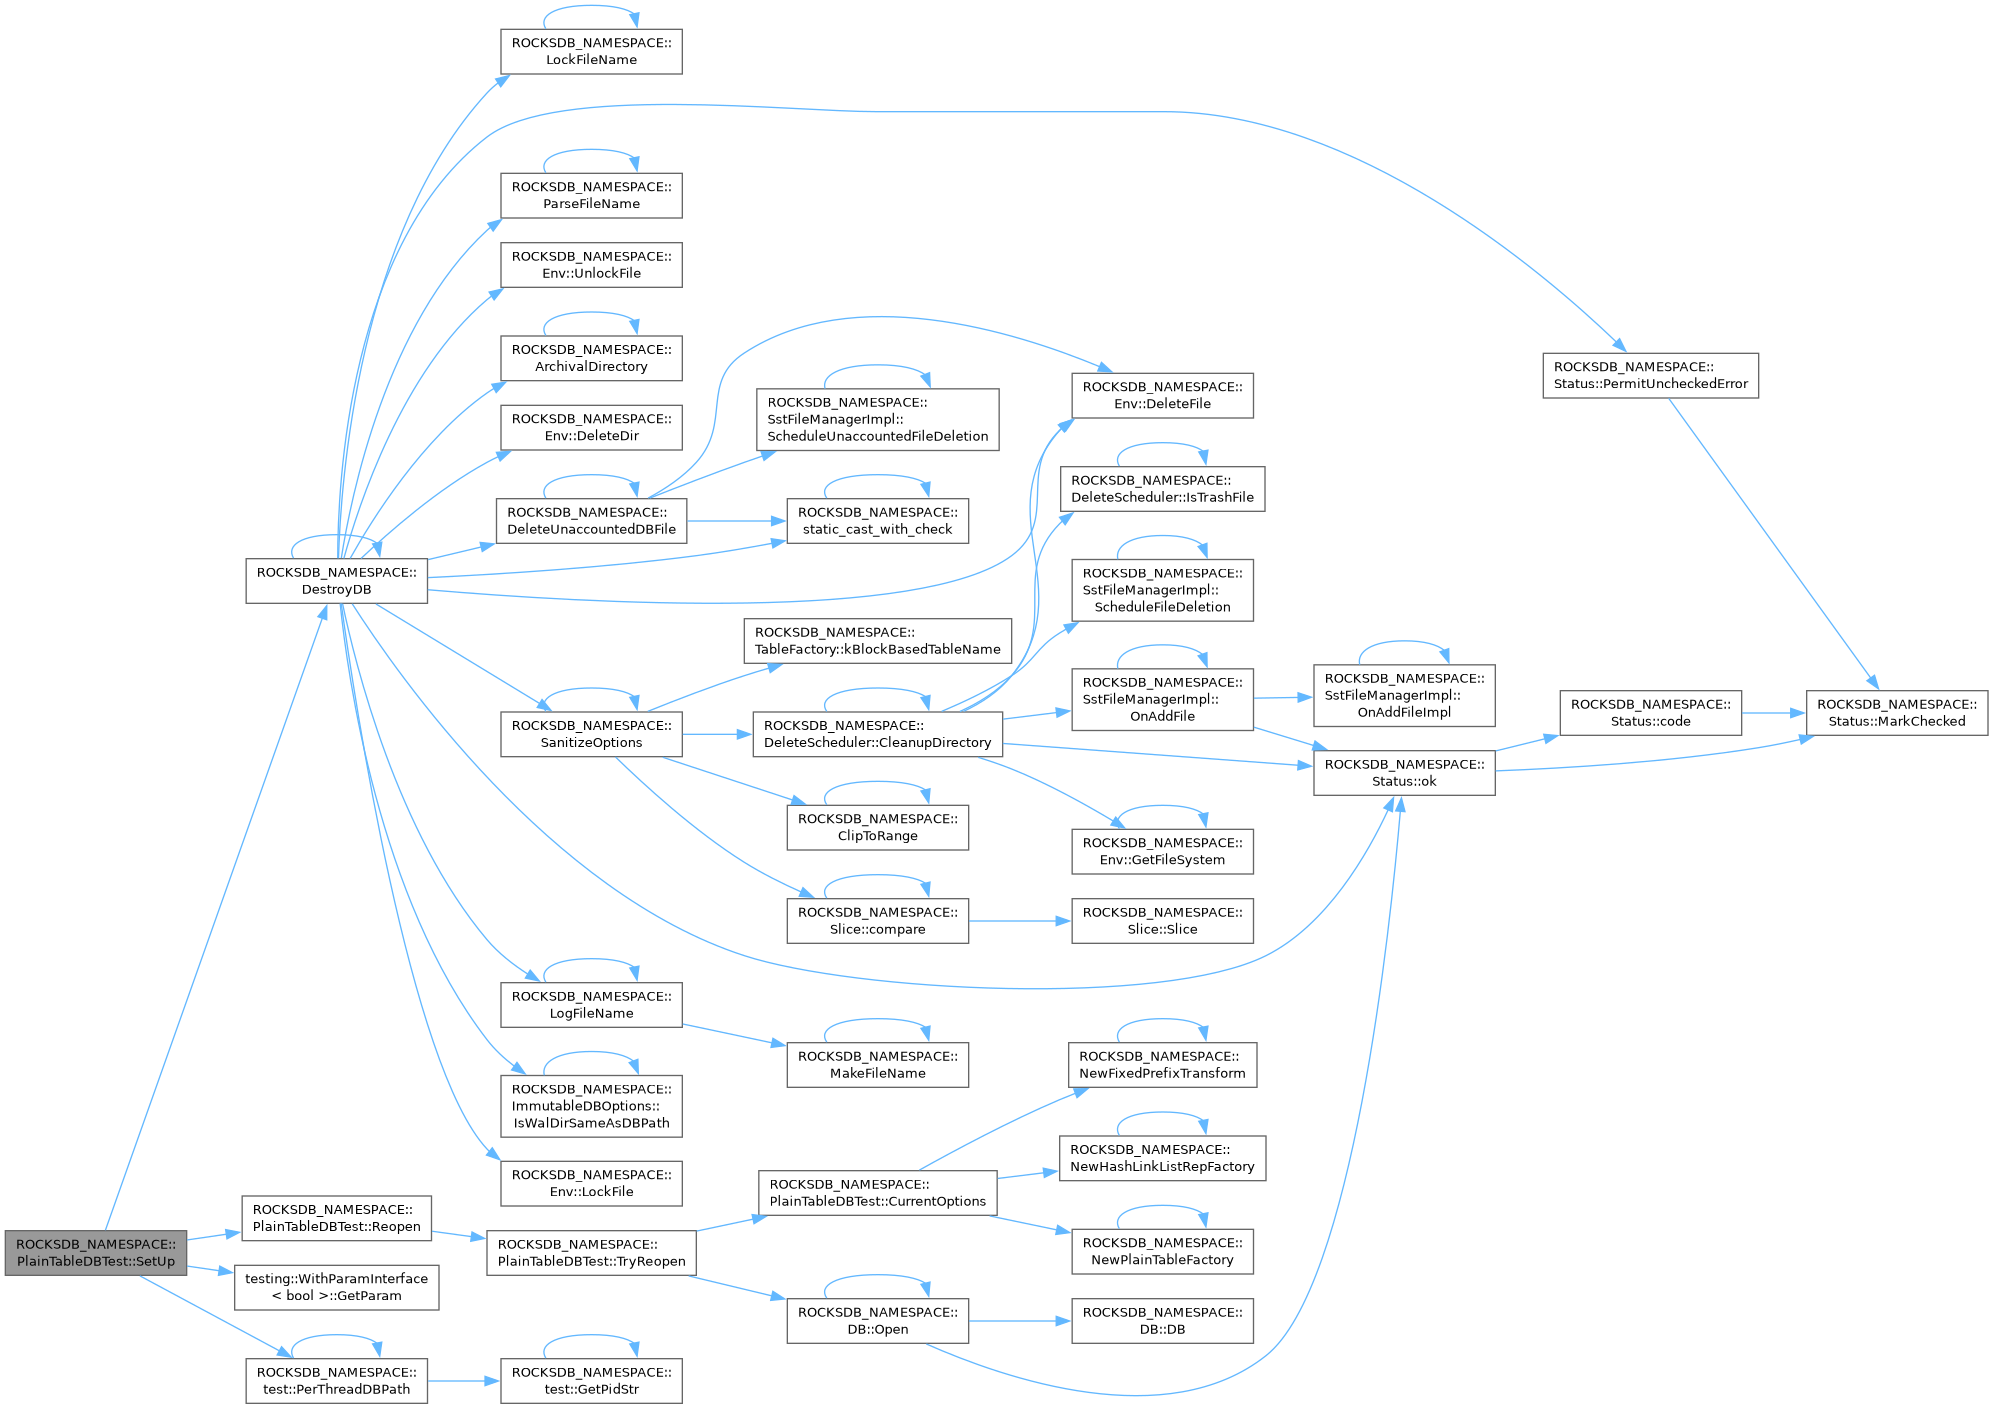 ROCKSDB_NAMESPACE::
LockFileName
ROCKSDB_NAMESPACE::
ParseFileName
ROCKSDB_NAMESPACE::
Env::UnlockFile
ROCKSDB_NAMESPACE::
ArchivalDirectory
ROCKSDB_NAMESPACE::
Status::PermitUncheckedError
ROCKSDB_NAMESPACE::
Env::DeleteFile
ROCKSDB_NAMESPACE::
SstFileManagerImpl::
ScheduleUnaccountedFileDeletion
ROCKSDB_NAMESPACE::
Env::DeleteDir
ROCKSDB_NAMESPACE::
DeleteScheduler::IsTrashFile
ROCKSDB_NAMESPACE::
DeleteUnaccountedDBFile
ROCKSDB_NAMESPACE::
static_cast_with_check
ROCKSDB_NAMESPACE::
DestroyDB
ROCKSDB_NAMESPACE::
SstFileManagerImpl::
ScheduleFileDeletion
ROCKSDB_NAMESPACE::
TableFactory::kBlockBasedTableName
ROCKSDB_NAMESPACE::
SstFileManagerImpl::
OnAddFile
ROCKSDB_NAMESPACE::
SstFileManagerImpl::
OnAddFileImpl
ROCKSDB_NAMESPACE::
Status::code
ROCKSDB_NAMESPACE::
Status::MarkChecked
ROCKSDB_NAMESPACE::
SanitizeOptions
ROCKSDB_NAMESPACE::
DeleteScheduler::CleanupDirectory
ROCKSDB_NAMESPACE::
Status::ok
ROCKSDB_NAMESPACE::
ClipToRange
ROCKSDB_NAMESPACE::
Env::GetFileSystem
ROCKSDB_NAMESPACE::
Slice::compare
ROCKSDB_NAMESPACE::
Slice::Slice
ROCKSDB_NAMESPACE::
LogFileName
ROCKSDB_NAMESPACE::
MakeFileName
ROCKSDB_NAMESPACE::
NewFixedPrefixTransform
ROCKSDB_NAMESPACE::
ImmutableDBOptions::
IsWalDirSameAsDBPath
ROCKSDB_NAMESPACE::
NewHashLinkListRepFactory
ROCKSDB_NAMESPACE::
Env::LockFile
ROCKSDB_NAMESPACE::
PlainTableDBTest::CurrentOptions
ROCKSDB_NAMESPACE::
PlainTableDBTest::Reopen
ROCKSDB_NAMESPACE::
PlainTableDBTest::SetUp
ROCKSDB_NAMESPACE::
PlainTableDBTest::TryReopen
ROCKSDB_NAMESPACE::
NewPlainTableFactory
testing::WithParamInterface
< bool >::GetParam
ROCKSDB_NAMESPACE::
DB::Open
ROCKSDB_NAMESPACE::
DB::DB
ROCKSDB_NAMESPACE::
test::PerThreadDBPath
ROCKSDB_NAMESPACE::
test::GetPidStr